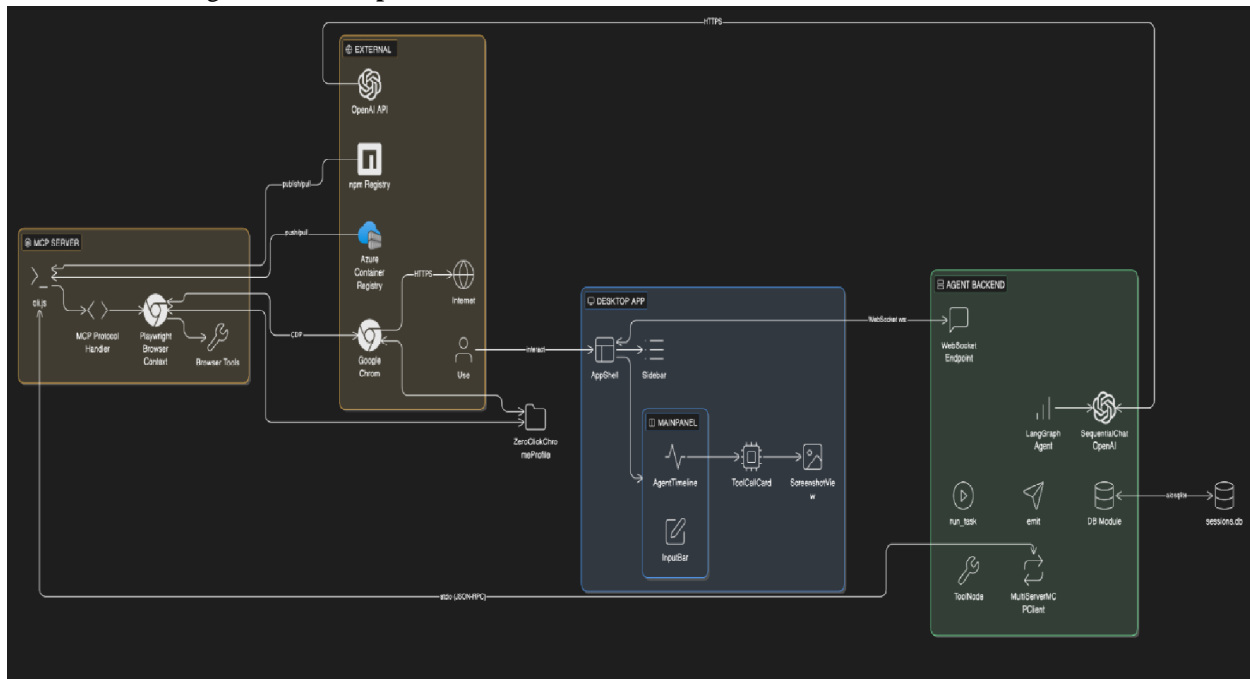 HTTPS
EXTERNAL
OpenAI API
npm Registry
publish/pull
push/pull
Azure
Container
Registry
HTTPS
Internet
MCP SERVER
cli.js
MCP Protocol
Handler
Playwright
Browser
Context
Browser Tools
CDP
Google
Chrom
Use
interact
ZeroClickChro
meProfile
DESKTOP APP
AppShell
Sidebar
MAINPANEL
AgentTimeline
ToolCallCard
ScreenshotVie
w
InputBar
WebSocket ws
AGENT BACKEND
WebSocket
Endpoint
LangGraph
Agent
SequentialChat
OpenAI
run_task
emit
DB Module
aiosqlite
sessions.db
ToolNode
MultiServerMC
PClient
stdio (JSON-RPC)